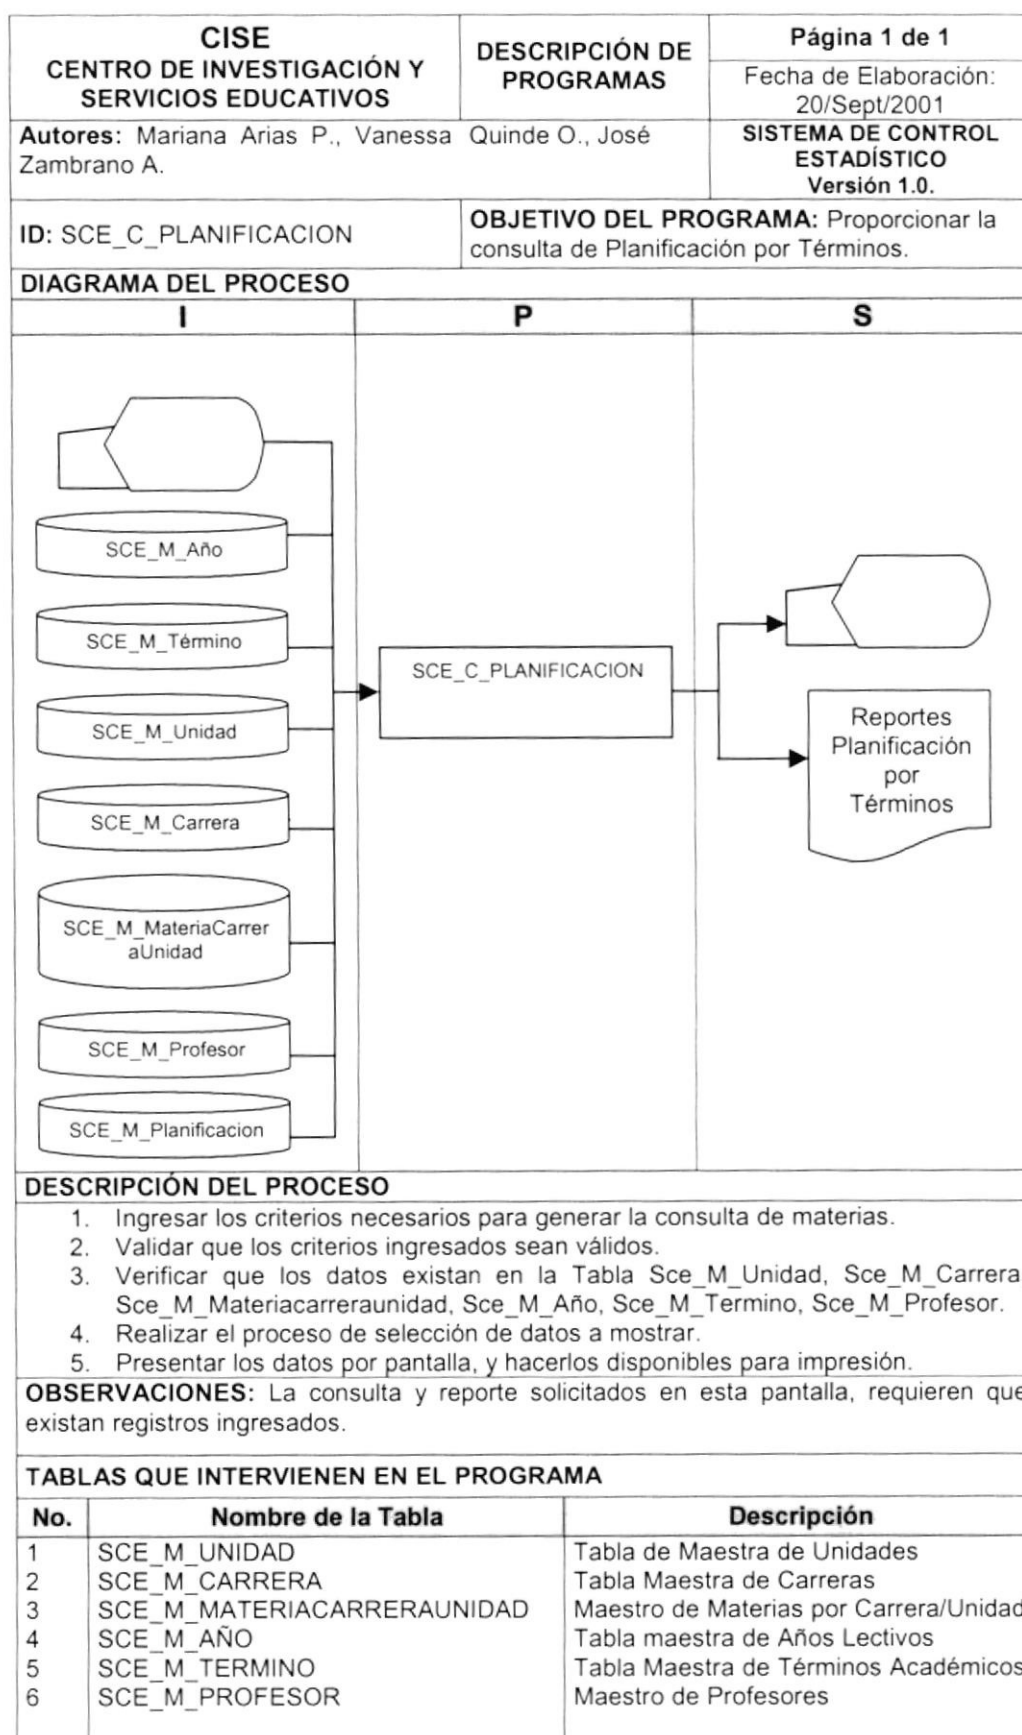 CISE
CENTRO DE INVESTIGACIÓN Y
SERVICIOS EDUCATIVOS
DESCRIPCIÓN DE
PROGRAMAS
Página 1 de 1
Fecha de Elaboración:
20/Sept/2001
Autores: Mariana Arias P., Vanessa Quinde O., José
Zambrano A.
SISTEMA DE CONTROL
ESTADÍSTICO
Versión 1.0.
ID: SCE_C_PLANIFICACION
OBJETIVO DEL PROGRAMA: Proporcionar la
consulta de Planificación por Términos.
DIAGRAMA DEL PROCESO
I P S
SCE_M_Año
SCE_M_Término
SCE_M_Unidad
SCE_M_Carrera
SCE_M_MateriaCarrer
aUnidad
SCE_M_Profesor
SCE_M_Planificacion
SCE_C_PLANIFICACION
Reportes
Planificación
por
Términos
DESCRIPCIÓN DEL PROCESO
1. Ingresar los criterios necesarios para generar la consulta de materias.
2. Validar que los criterios ingresados sean válidos.
3. Verificar que los datos existan en la Tabla Sce_M_Unidad, Sce_M_Carrera
Sce_M_Materiacarreraunidad, Sce_M_Año, Sce_M_Termino, Sce_M_Profesor.
4. Realizar el proceso de selección de datos a mostrar.
5. Presentar los datos por pantalla, y hacerlos disponibles para impresión.
OBSERVACIONES: La consulta y reporte solicitados en esta pantalla, requieren que
existan registros ingresados.
TABLAS QUE INTERVIENEN EN EL PROGRAMA
No. Nombre de la Tabla Descripción
1 SCE_M_UNIDAD Tabla de Maestra de Unidades
2 SCE_M_CARRERA Tabla Maestra de Carreras
3 SCE_M_MATERIACARRERAUNIDAD Maestro de Materias por Carrera/Unidad
4 SCE_M_AÑO Tabla maestra de Años Lectivos
5 SCE_M_TERMINO Tabla Maestra de Términos Académicos
6 SCE_M_PROFESOR Maestro de Profesores